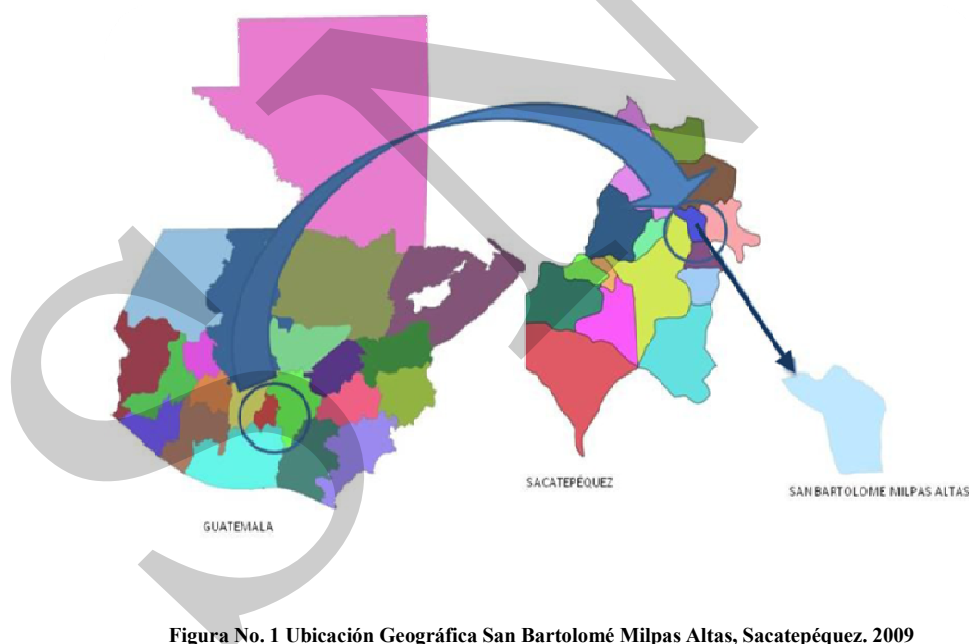 SACATEPÉQUEZ
SAN BARTOLOME MILPAS ALTAS
GUATEMALA
Figura No. 1 Ubicación Geográfica San Bartolomé Milpas Altas, Sacatepéquez. 2009